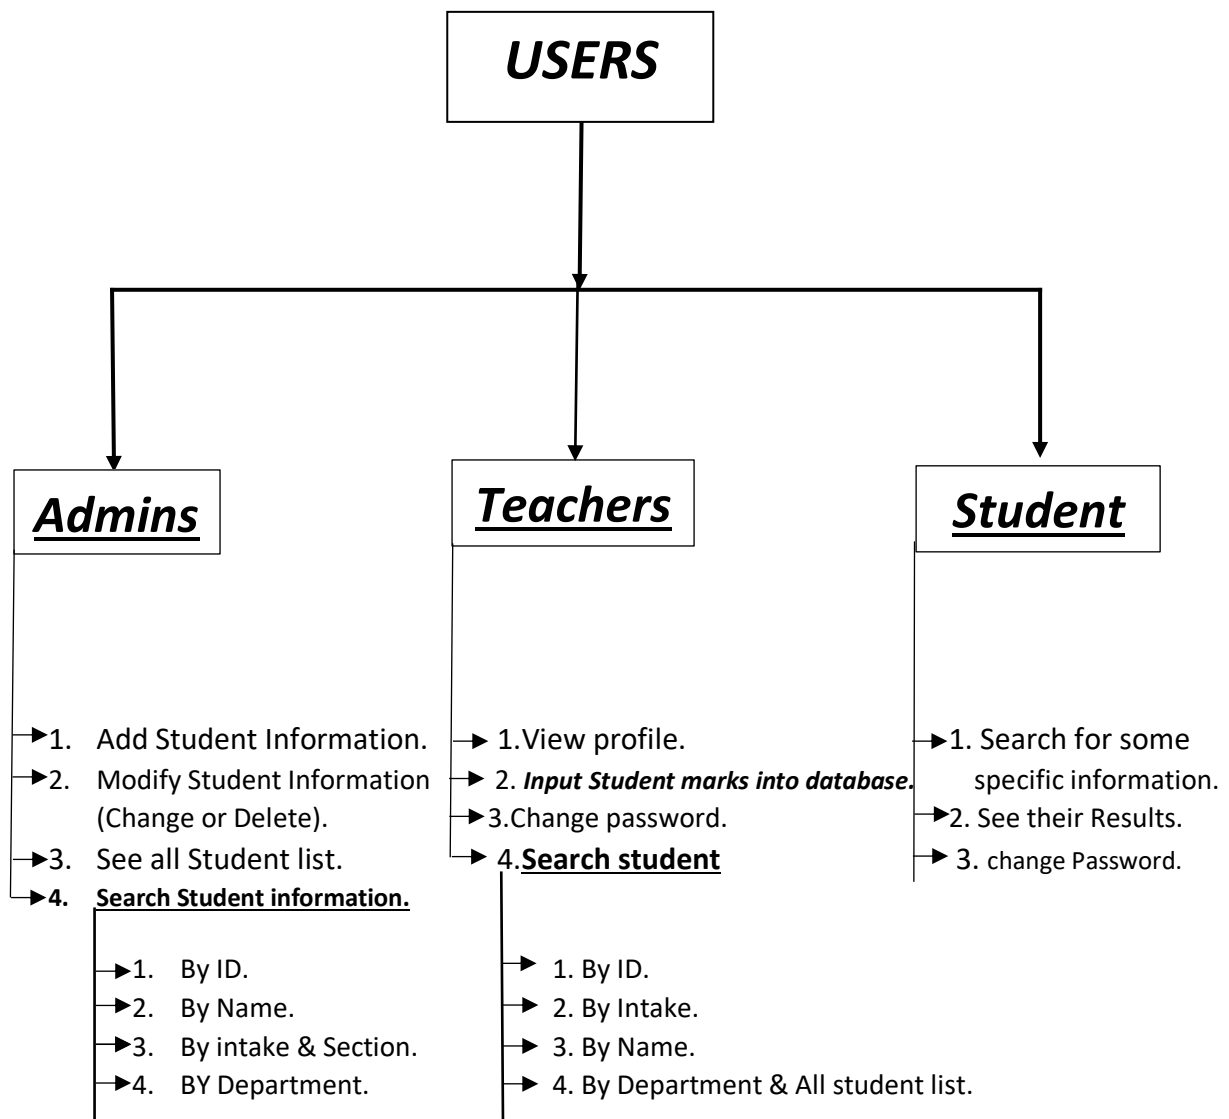 USERS
Admins
1. Add Student Information.
2. Modify Student Information
(Change or Delete).
3. See all Student list.
4. Search Student information.
1. By ID.
2. By Name.
3. By intake & Section.
4. BY Department.
Teachers
1.View profile.
2. Input Student marks into database.
3.Change password.
4.Search student
1. By ID.
2. By Intake.
3. By Name.
4. By Department & All student list.
Student
1. Search for some
specific information.
2. See their Results.
3. change Password.